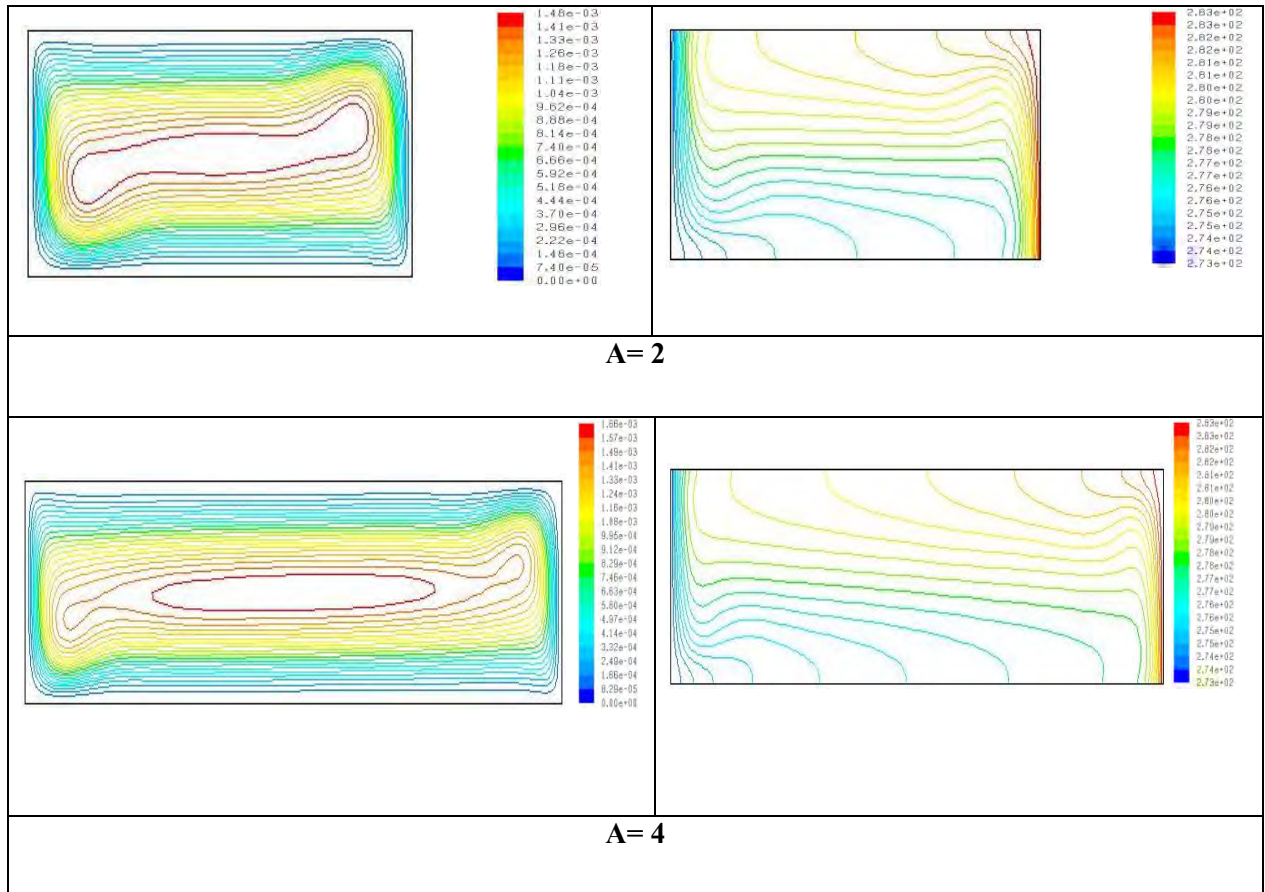 1.48e-03
1.41e-03
1.33e-03
1.26e-03
1.18e-03
1.11e-03
1.04e-03
9.62e-04
8.88e-04
8.14e-04
7.40e-04
6.66e-04
5.92e-04
5.18e-04
4.44e-04
3.70e-04
2.96e-04
2.22e-04
1.48e-04
7.40e-05
0.00e+00
2.83e+02
2.83e+02
2.82e+02
2.82e+02
2.81e+02
2.81e+02
2.80e+02
2.80e+02
2.79e+02
2.79e+02
2.78e+02
2.78e+02
2.77e+02
2.77e+02
2.76e+02
2.76e+02
2.75e+02
2.75e+02
2.74e+02
2.74e+02
2.73e+02
A= 2
1.66e-03
1.57e-03
1.49e-03
1.41e-03
1.33e-03
1.24e-03
1.16e-03
1.08e-03
9.95e-04
9.12e-04
8.29e-04
7.46e-04
6.63e-04
5.80e-04
4.97e-04
4.14e-04
3.32e-04
2.49e-04
1.66e-04
8.29e-05
0.00e+00
2.83e+02
2.83e+02
2.82e+02
2.82e+02
2.81e+02
2.81e+02
2.80e+02
2.80e+02
2.79e+02
2.79e+02
2.78e+02
2.78e+02
2.77e+02
2.77e+02
2.76e+02
2.76e+02
2.75e+02
2.75e+02
2.74e+02
2.74e+02
2.73e+02
A= 4